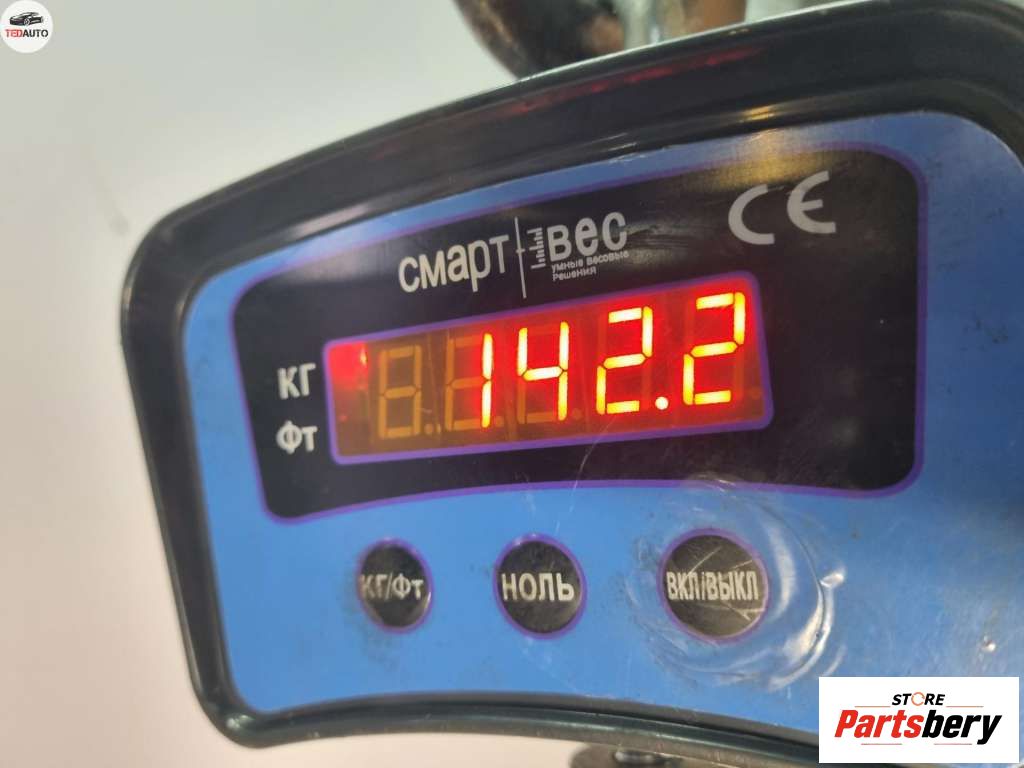 TEDAUTO
смарт вес
умные весовые
решения
CE
КГ
Фт
142.2
КГ/Фт
НОЛЬ
ВКЛ/ВЫКЛ
STORE
Partsbery